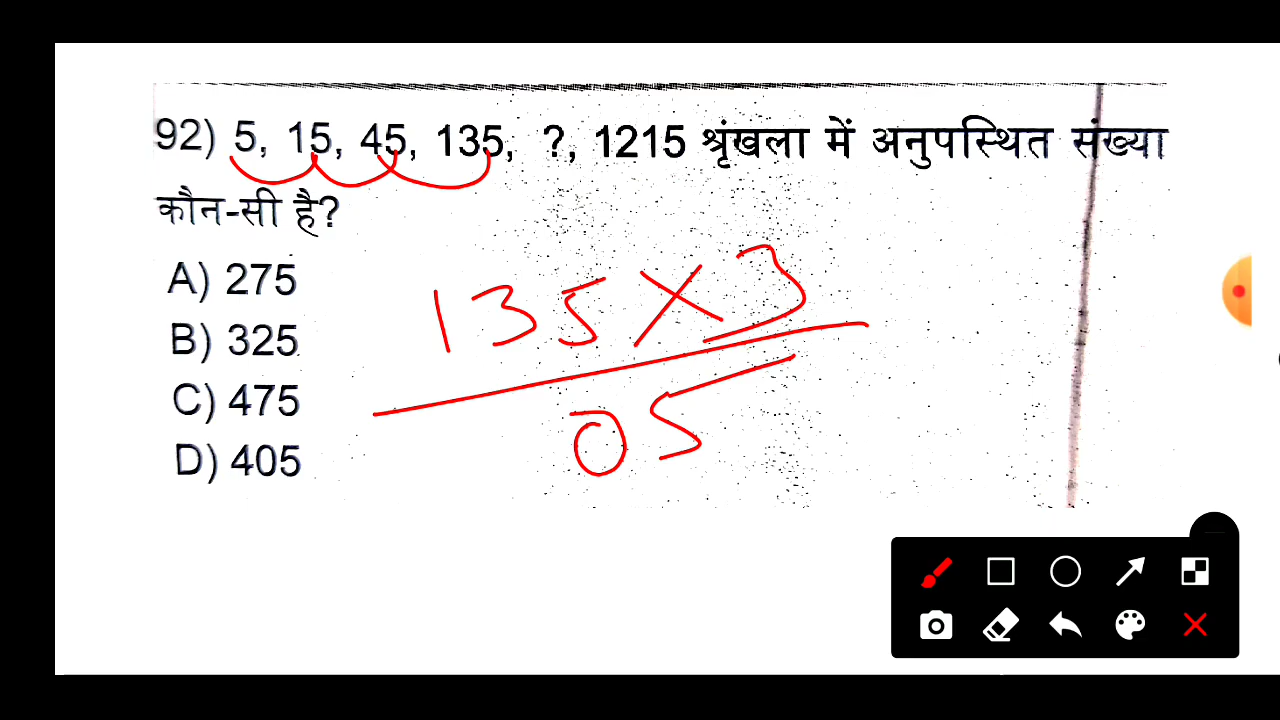 92) 5, 15, 45, 135, ?, 1215 श्रृंखला में अनुपस्थित संख्या
कौन-सी है?
A) 275
B) 325
C) 475
D) 405
135 X 3
05